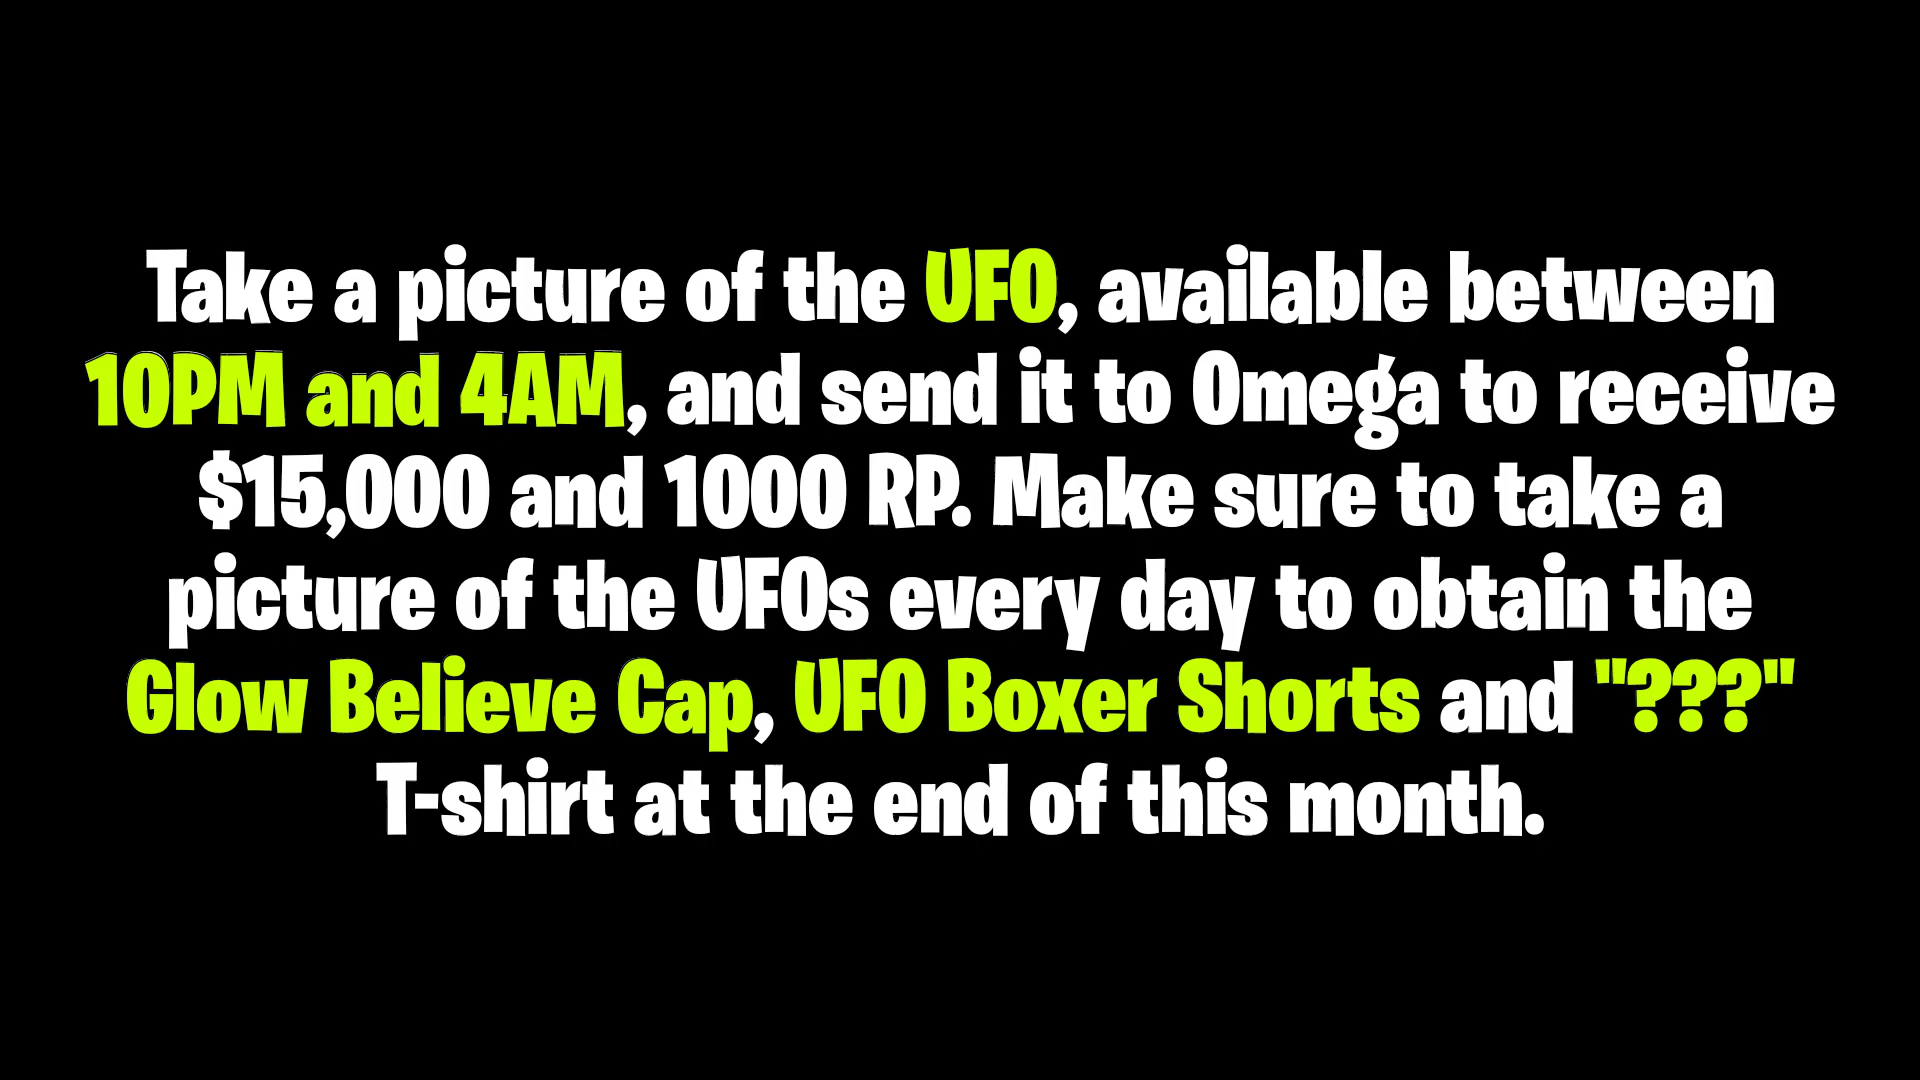 Take a picture of the UFO, available between
10PM and 4AM, and send it to Omega to receive
$15,000 and 1000 RP. Make sure to take a
picture of the UFOs every day to obtain the
Glow Believe Cap, UFO Boxer Shorts and "???"
T-shirt at the end of this month.